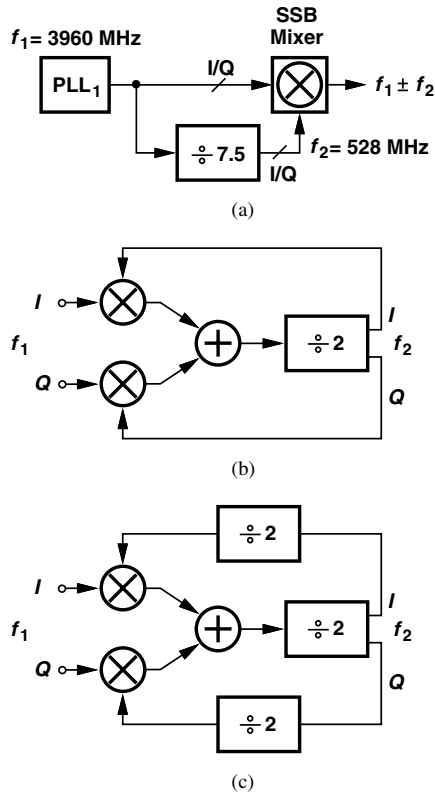 f₁ = 3960 MHz
SSB
Mixer
PLL₁
I/Q
f₁ ± f₂
÷ 7.5
f₂ = 528 MHz
I/Q
(a)
I
I
f₁
÷ 2
f₂
Q
Q
(b)
÷ 2
I
I
f₁
÷ 2
f₂
Q
Q
÷ 2
(c)